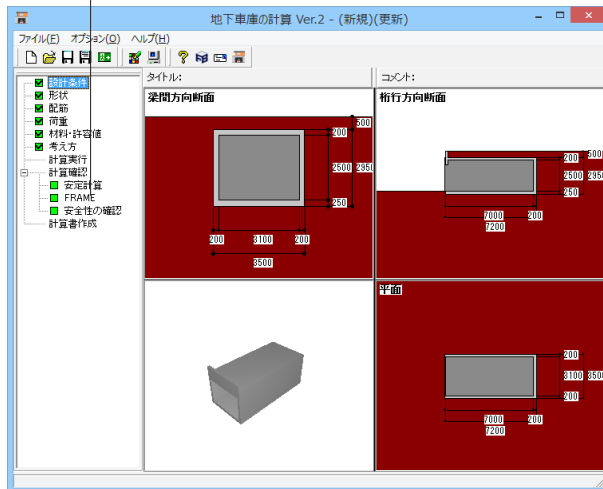 地下車庫の計算 Ver.2 - (新規)(更新)
ファイル(F) オプション(O) ヘルプ(H)
タイトル:
コメント:
設計条件
形状
配筋
荷重
材料・許容値
考え方
計算実行
計算確認
安定計算
FRAME
安全性の確認
計算書作成
梁間方向断面
500
200
2500
2950
250
200
3100
200
3500
桁行方向断面
500
200
2500
2950
250
7000
200
7200
平面
200
3100
3500
200
7000
200
7200